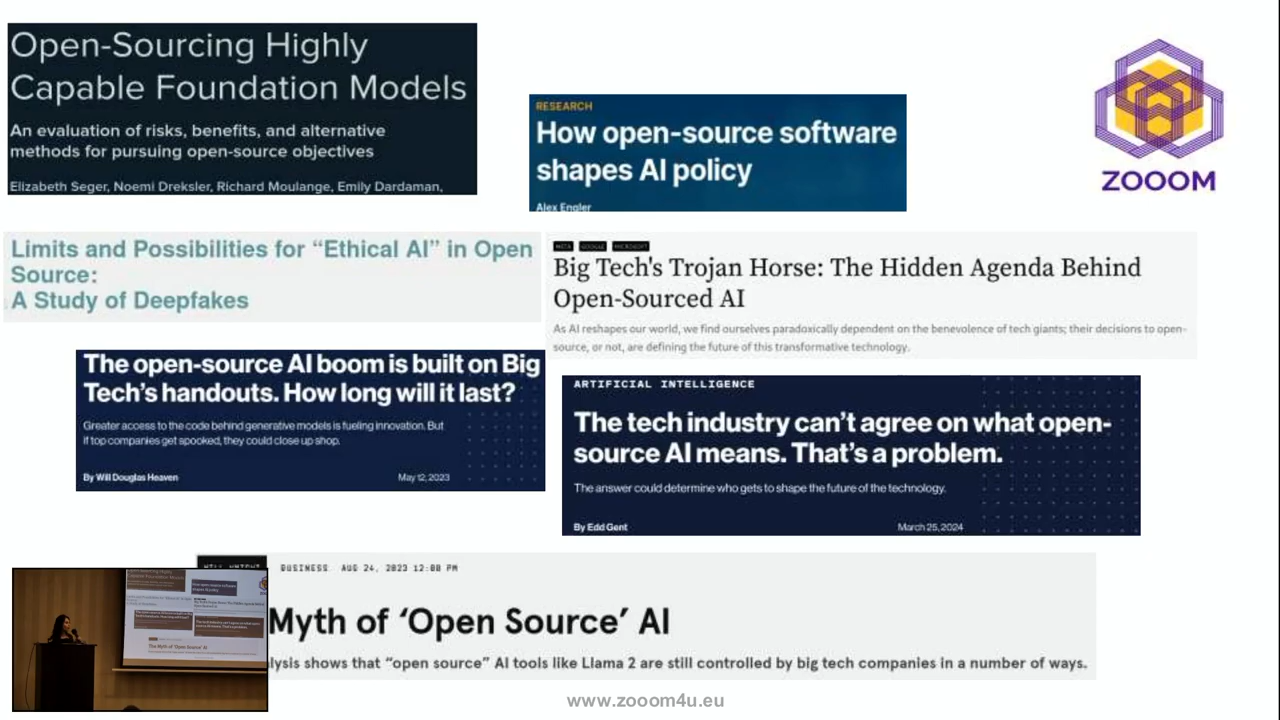 Open-Sourcing Highly
Capable Foundation Models
An evaluation of risks, benefits, and alternative
methods for pursuing open-source objectives
Elizabeth Seger, Noemi Dreksler, Richard Moulange, Emily Dardaman,
RESEARCH
How open-source software
shapes AI policy
Alex Engler
ZOOOM
Limits and Possibilities for “Ethical AI” in Open
Source:
A Study of Deepfakes
META GOOGLE MICROSOFT
Big Tech's Trojan Horse: The Hidden Agenda Behind
Open-Sourced AI
As AI reshapes our world, we find ourselves paradoxically dependent on the benevolence of tech giants; their decisions to open-
source, or not, are defining the future of this transformative technology.
The open-source AI boom is built on Big
Tech’s handouts. How long will it last?
Greater access to the code behind generative models is fueling innovation. But
if top companies get spooked, they could close up shop.
By Will Douglas Heaven May 12, 2023
ARTIFICIAL INTELLIGENCE
The tech industry can’t agree on what open-
source AI means. That’s a problem.
The answer could determine who gets to shape the future of the technology.
By Edd Gent March 25, 2024
BUSINESS AUG 24, 2023 12:00 PM
Myth of ‘Open Source’ AI
lysis shows that “open source” AI tools like Llama 2 are still controlled by big tech companies in a number of ways.
www.zooom4u.eu